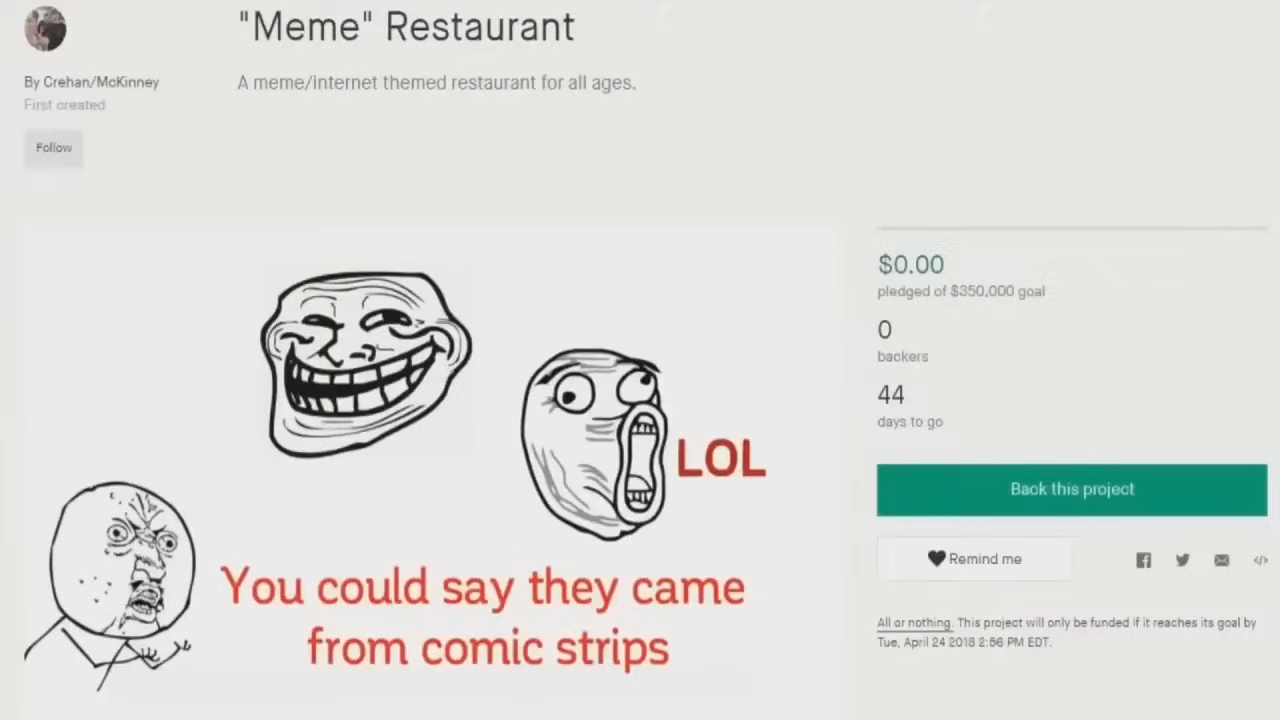 "Meme" Restaurant
A meme/internet themed restaurant for all ages.
By Crehan/McKinney
First created
Follow
LOL
You could say they came
from comic strips
$0.00
pledged of $350,000 goal
0
backers
44
days to go
Back this project
Remind me
</>
All or nothing. This project will only be funded if it reaches its goal by
Tue, April 24 2018 2:56 PM EDT.